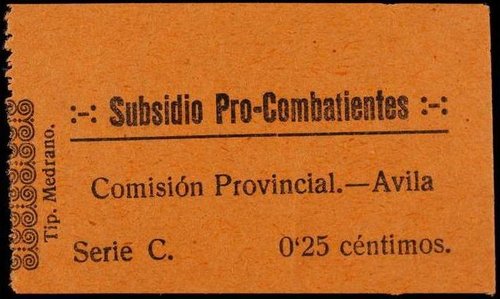 :-: Subsidio Pro-Combatientes :-:
Comisión Provincial.—Avila
Serie C. 0'25 céntimos.
Tip. Medrano.